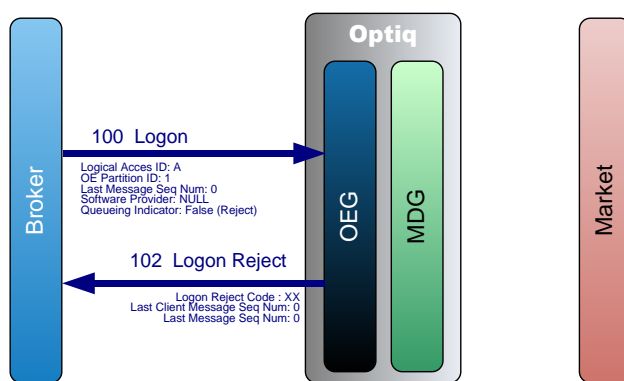 Optiq
100 Logon
Logical Acces ID: A
OE Partition ID: 1
Last Message Seq Num: 0
Software Provider: NULL
Queueing Indicator: False (Reject)
Broker
OEG
MDG
Market
102 Logon Reject
Logon Reject Code : XX
Last Client Message Seq Num: 0
Last Message Seq Num: 0